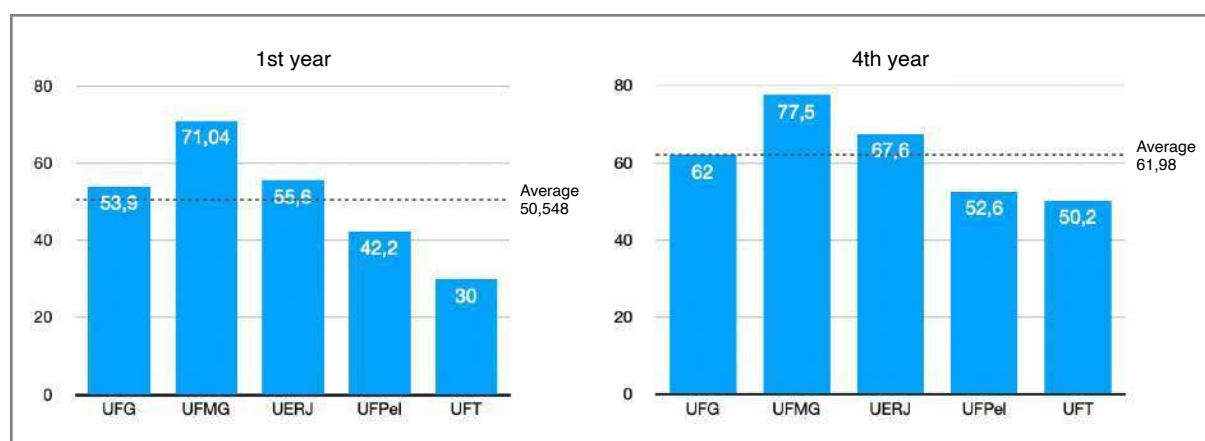 1st year
80
60
40
20
0
53,9
71,04
55,6
42,2
30
Average
50,548
UFG
UFMG
UERJ
UFPel
UFT
4th year
80
60
40
20
0
62
77,5
67,6
52,6
50,2
Average
61,98
UFG
UFMG
UERJ
UFPel
UFT